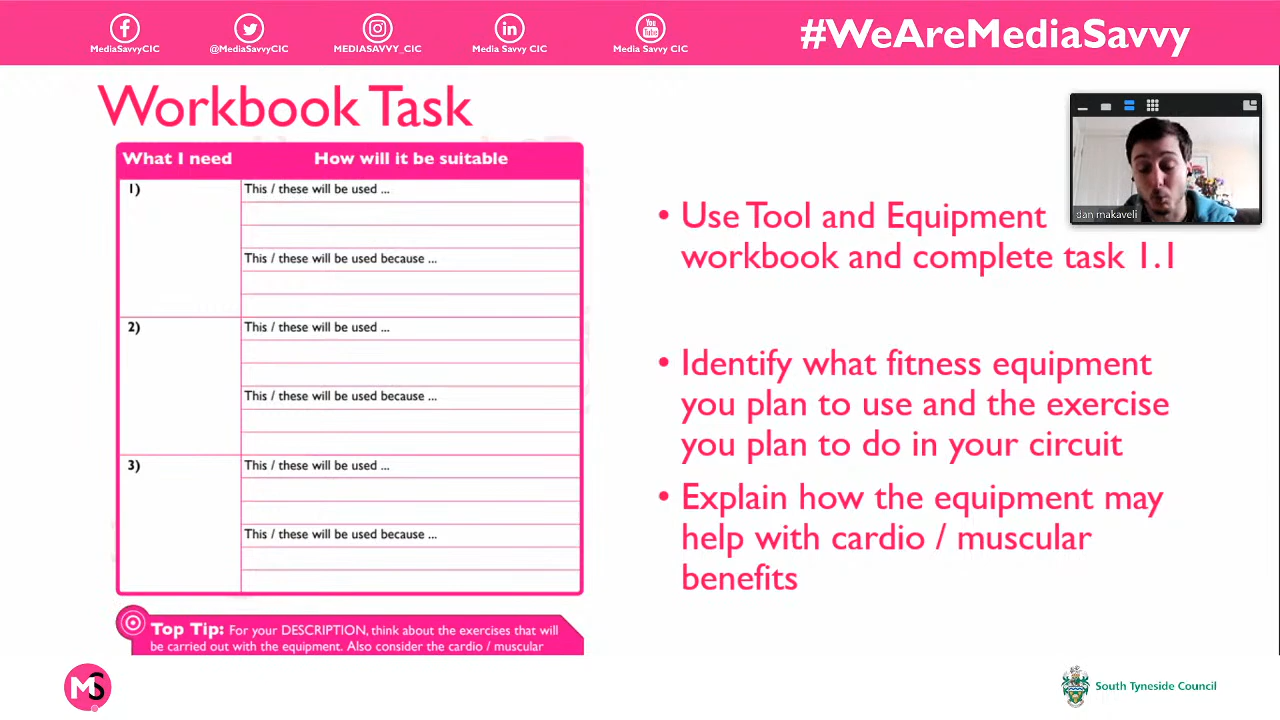 MediaSavvyCIC
@MediaSavvyCIC
MEDIASAVVY_CIC
Media Savvy CIC
You
Tube
Media Savvy CIC
#WeAreMediaSavvy
Workbook Task
What I need How will it be suitable
1) This / these will be used ...
This / these will be used because ...
2) This / these will be used ...
This / these will be used because ...
3) This / these will be used ...
This / these will be used because ...
Top Tip: For your DESCRIPTION, think about the exercises that will
be carried out with the equipment. Also consider the cardio / muscular
dan makaveli
• Use Tool and Equipment
workbook and complete task 1.1
• Identify what fitness equipment
you plan to use and the exercise
you plan to do in your circuit
• Explain how the equipment may
help with cardio / muscular
benefits
MS
South Tyneside Council